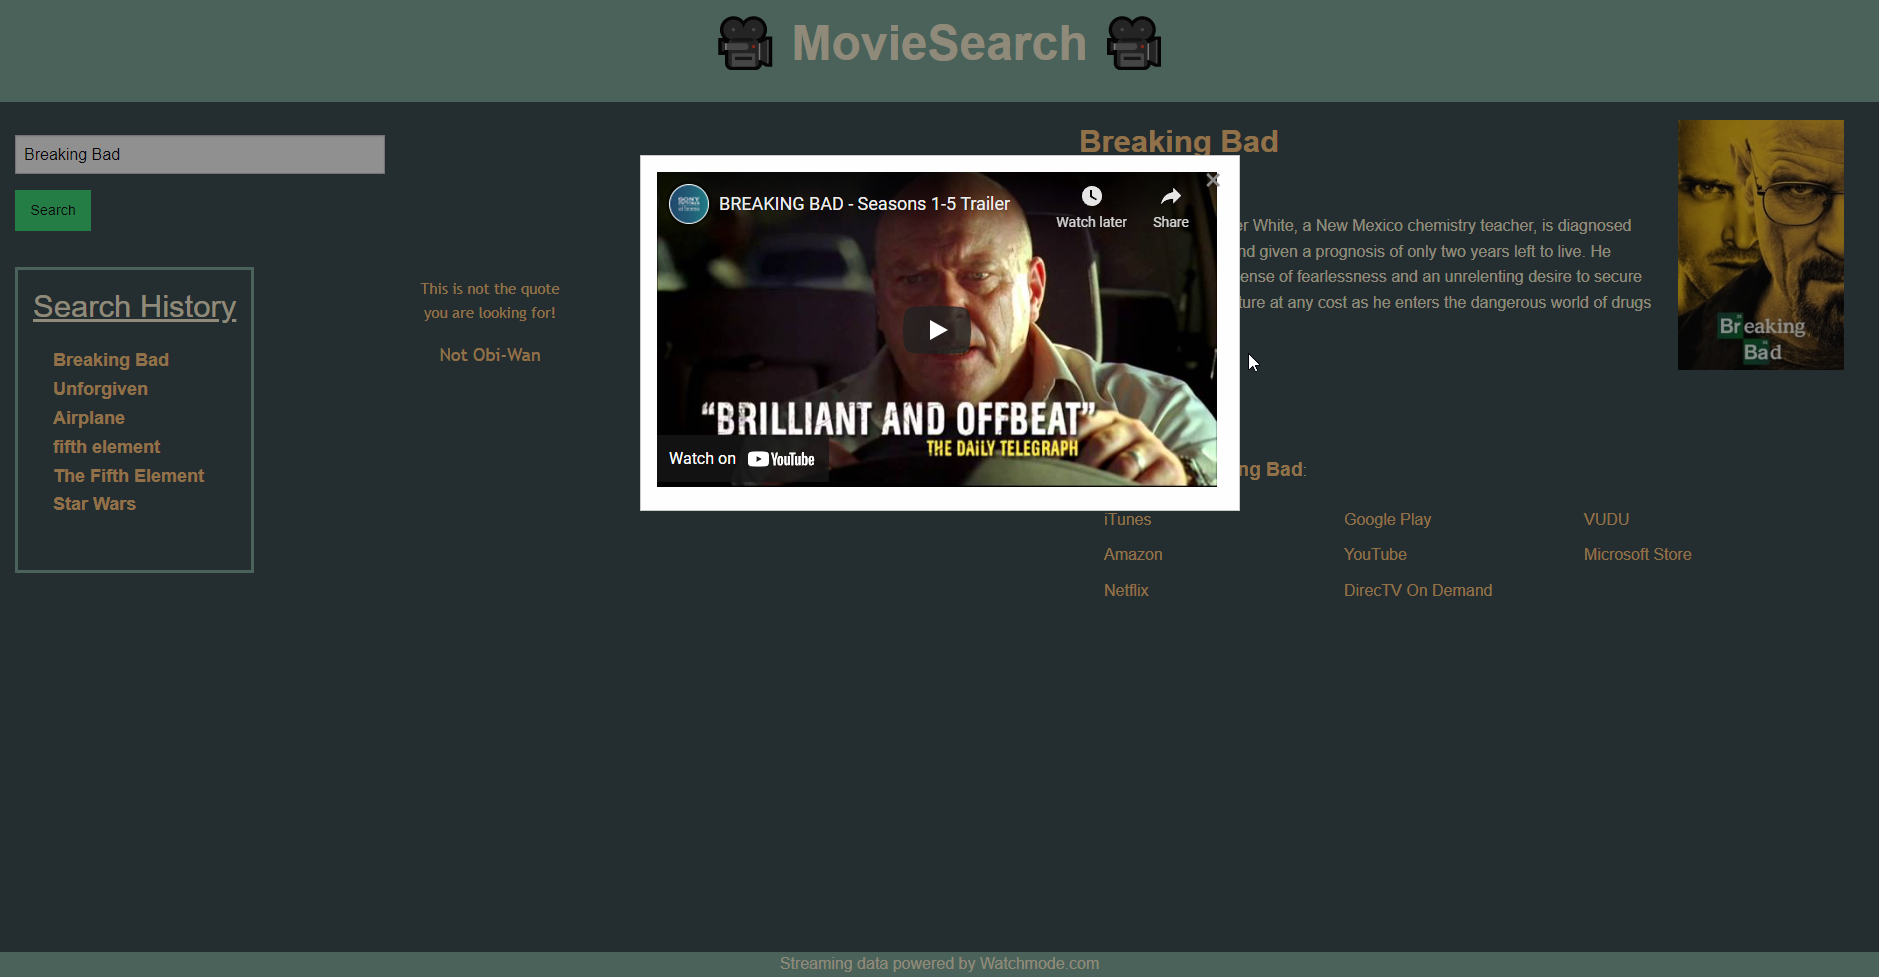 MovieSearch
Breaking Bad
Search
Search History
Breaking Bad
Unforgiven
Airplane
fifth element
The Fifth Element
Star Wars
This is not the quote
you are looking for!
Not Obi-Wan
BREAKING BAD - Seasons 1-5 Trailer
Watch later
Share
“BRILLIANT AND OFFBEAT”
THE DAILY TELEGRAPH
Watch on YouTube
Breaking Bad
er White, a New Mexico chemistry teacher, is diagnosed
nd given a prognosis of only two years left to live. He
ense of fearlessness and an unrelenting desire to secure
ture at any cost as he enters the dangerous world of drugs
Breaking
Bad
ng Bad:
iTunes
Google Play
VUDU
Amazon
YouTube
Microsoft Store
Netflix
DirecTV On Demand
Streaming data powered by Watchmode.com